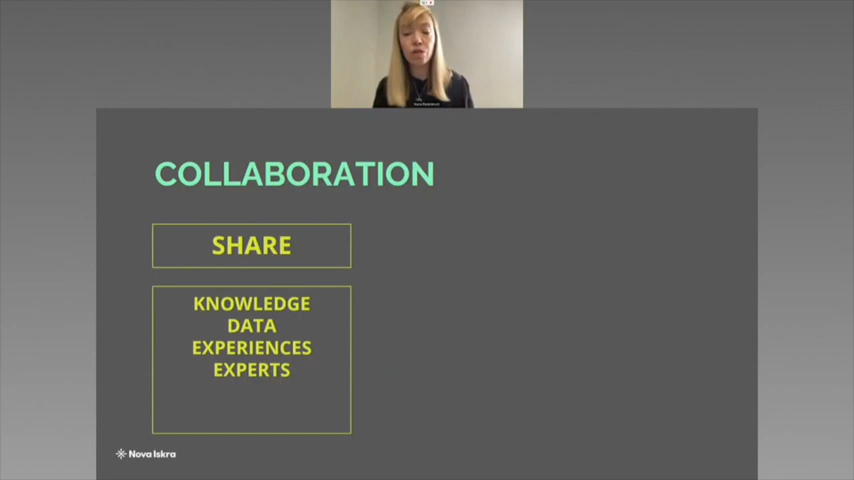 COLLABORATION
SHARE
KNOWLEDGE
DATA
EXPERIENCES
EXPERTS
Nova Iskra